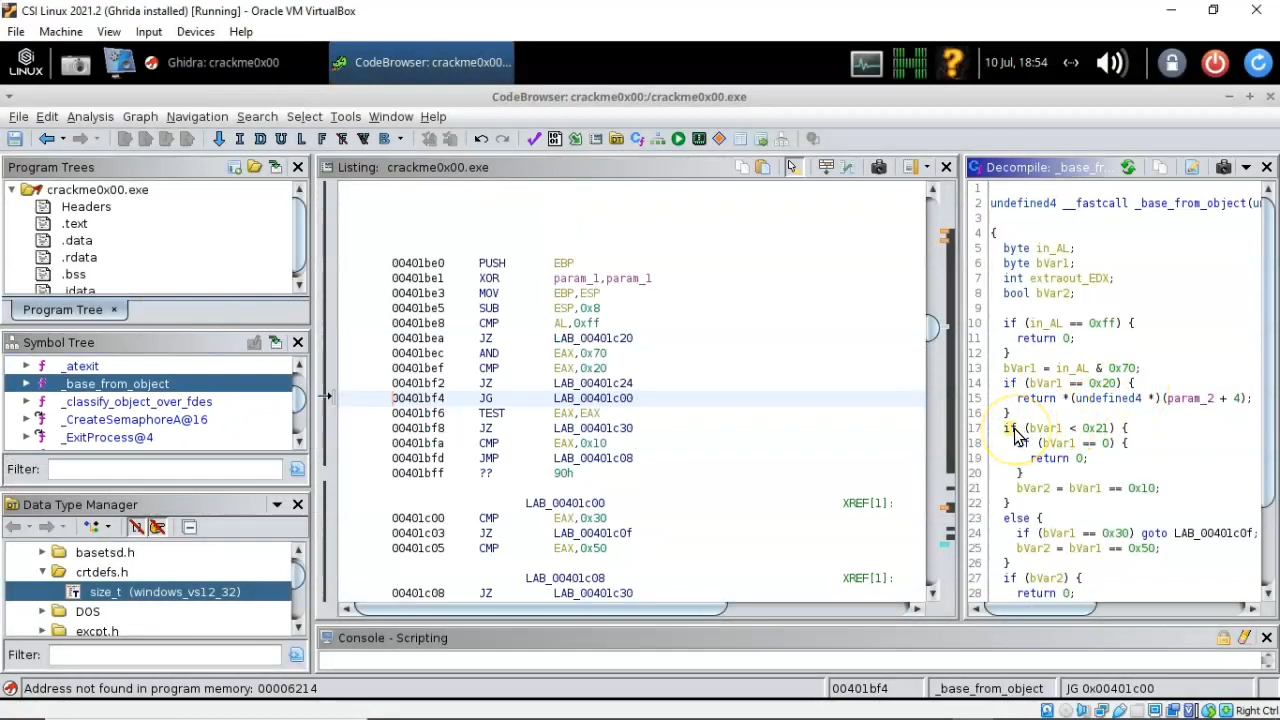 CSI Linux 2021.2 (Ghrida installed) [Running] - Oracle VM VirtualBox
File Machine View Input Devices Help
LINUX
Ghidra: crackme0x00
CodeBrowser: crackme0x00...
10 Jul, 18:54
CodeBrowser: crackme0x00:/crackme0x00.exe
File Edit Analysis Graph Navigation Search Select Tools Window Help
I D U L F V B
Program Trees
crackme0x00.exe
Headers
.text
.data
.rdata
.bss
.idata
Program Tree ×
Symbol Tree
f _atexit
f _base_from_object
f _classify_object_over_fdes
f _CreateSemaphoreA@16
f _ExitProcess@4
Filter:
Data Type Manager
basetsd.h
crtdefs.h
size_t (windows_vs12_32)
DOS
excpt.h
Filter:
Listing: crackme0x00.exe
00401be0 PUSH EBP
00401be1 XOR param_1,param_1
00401be3 MOV EBP,ESP
00401be5 SUB ESP,0x8
00401be8 CMP AL,0xff
00401bea JZ LAB_00401c20
00401bec AND EAX,0x70
00401bef CMP EAX,0x20
00401bf2 JZ LAB_00401c24
00401bf4 JG LAB_00401c00
00401bf6 TEST EAX,EAX
00401bf8 JZ LAB_00401c30
00401bfa CMP EAX,0x10
00401bfd JMP LAB_00401c08
00401bff ?? 90h
LAB_00401c00 XREF[1]:
00401c00 CMP EAX,0x30
00401c03 JZ LAB_00401c0f
00401c05 CMP EAX,0x50
LAB_00401c08 XREF[1]:
00401c08 JZ LAB_00401c30
Decompile: _base_fr...
1
2 undefined4 __fastcall _base_from_object(un
3
4 {
5 byte in_AL;
6 byte bVar1;
7 int extraout_EDX;
8 bool bVar2;
9
10 if (in_AL == 0xff) {
11 return 0;
12 }
13 bVar1 = in_AL & 0x70;
14 if (bVar1 == 0x20) {
15 return *(undefined4 *)(param_2 + 4);
16 }
17 if (bVar1 < 0x21) {
18 if (bVar1 == 0) {
19 return 0;
20 }
21 bVar2 = bVar1 == 0x10;
22 }
23 else {
24 if (bVar1 == 0x30) goto LAB_00401c0f;
25 bVar2 = bVar1 == 0x50;
26 }
27 if (bVar2) {
28 return 0;
Console - Scripting
Address not found in program memory: 00006214
00401bf4
_base_from_object
JG 0x00401c00
Right Ctrl